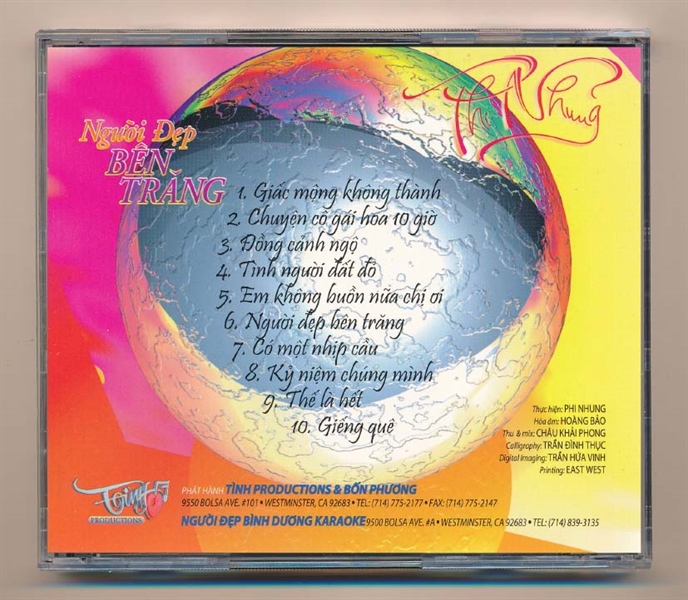 Người Đẹp
BÊN
TRĂNG
Phi Nhung
1. Giấc mộng không thành
2. Chuyện cô gái hoa 10 giờ
3. Đồng cảnh ngộ
4. Tình người đất đỏ
5. Em không buồn nữa chị ơi
6. Người đẹp bên trăng
7. Có một nhịp cầu
8. Kỷ niệm chúng mình
9. Thế là hết
10. Giếng quê
Thực hiện: PHI NHUNG
Hòa âm: HOÀNG BẢO
Thu & mix: CHÂU KHẢI PHONG
Calligraphy: TRẦN ĐÌNH THỤC
Digital Imaging: TRẦN HỨA VINH
Printing: EAST WEST
Tình
PRODUCTIONS
PHÁT HÀNH TÌNH PRODUCTIONS & BỐN PHƯƠNG
9550 BOLSA AVE. #101 • WESTMINSTER, CA 92683 • TEL: (714) 775-2177 • FAX: (714) 775-2147
NGƯỜI ĐẸP BÌNH DƯƠNG KARAOKE 9500 BOLSA AVE. #A • WESTMINSTER, CA 92683 • TEL: (714) 839-3135